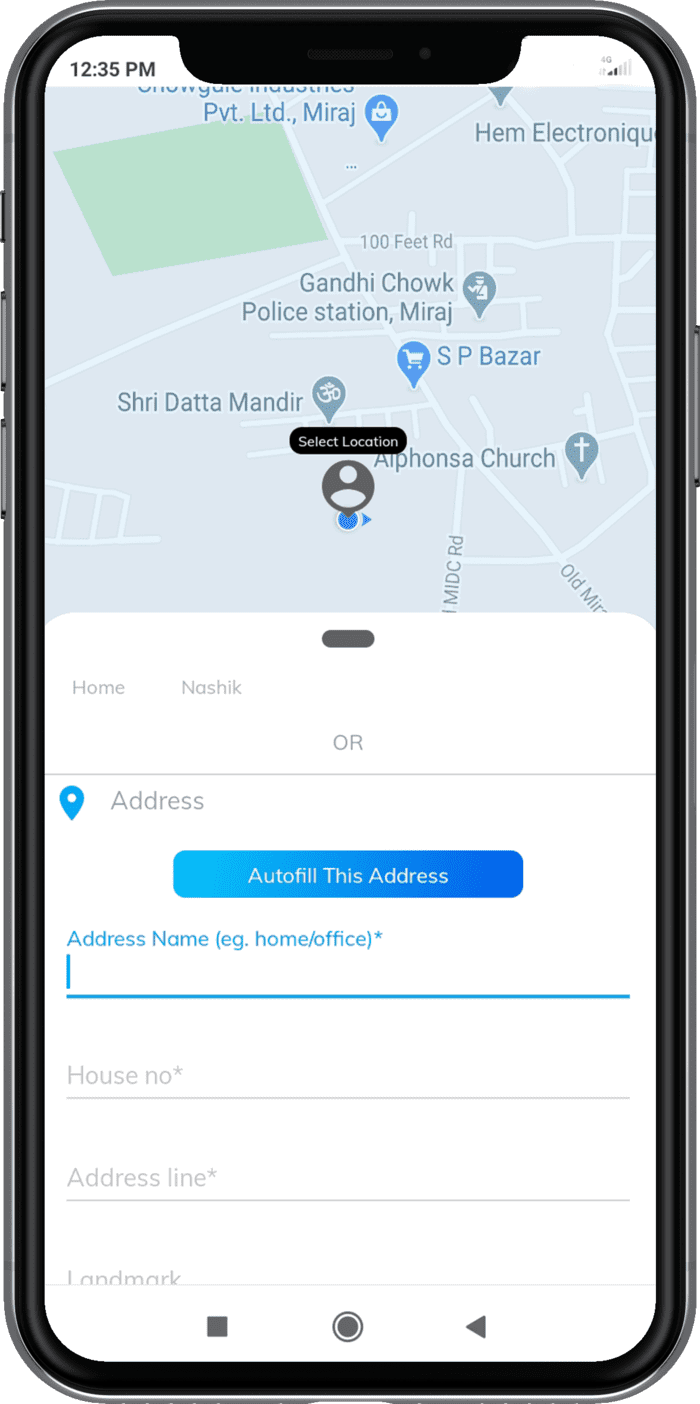 12:35 PM
4G
Chowgule Industries
Pvt. Ltd., Miraj
Hem Electroniqu
...
100 Feet Rd
Gandhi Chowk
Police station, Miraj
S P Bazar
Shri Datta Mandir
ॐ
Select Location
Alphonsa Church
MIDC Rd
Old Mir
Home
Nashik
OR
Address
Autofill This Address
Address Name (eg. home/office)*
House no*
Address line*
Landmark